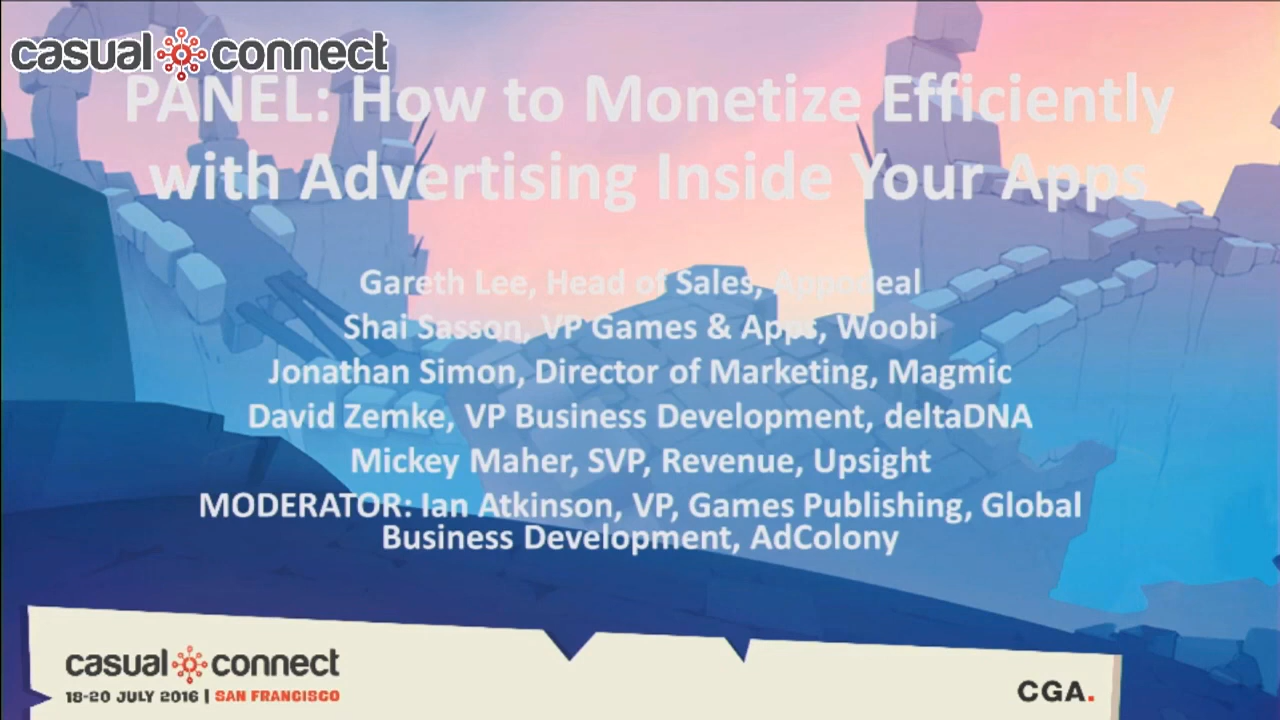 casual connect
PANEL: How to Monetize Efficiently
with Advertising Inside Your Apps
Gareth Lee, Head of Sales, Appodeal
Shai Sasson, VP Games & Apps, Woobi
Jonathan Simon, Director of Marketing, Magmic
David Zemke, VP Business Development, deltaDNA
Mickey Maher, SVP, Revenue, Upsight
MODERATOR: Ian Atkinson, VP, Games Publishing, Global
Business Development, AdColony
casual connect
18-20 JULY 2016 | SAN FRANCISCO
CGA.